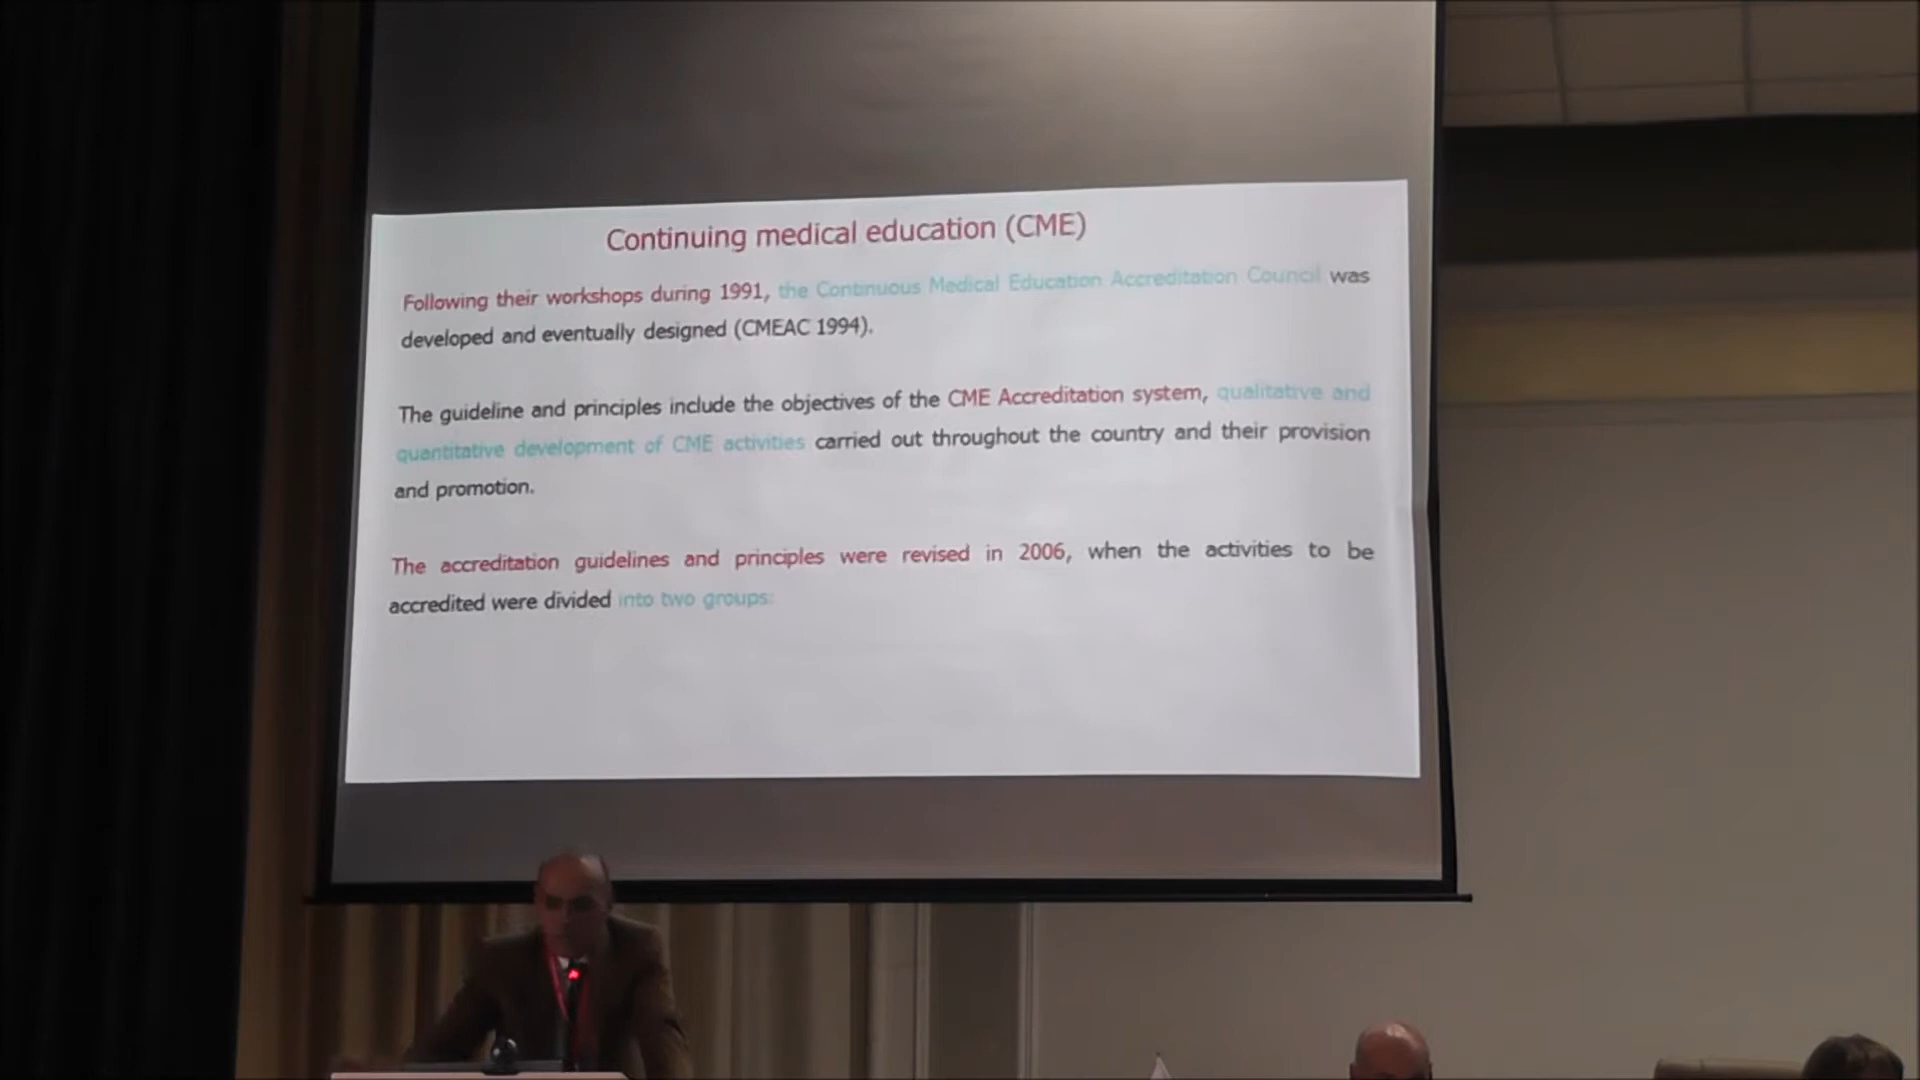 Continuing medical education (CME)
Following their workshops during 1991, the Continuous Medical Education Accreditation Council was
developed and eventually designed (CMEAC 1994).
The guideline and principles include the objectives of the CME Accreditation system, qualitative and
quantitative development of CME activities carried out throughout the country and their provision
and promotion.
The accreditation guidelines and principles were revised in 2006, when the activities to be
accredited were divided into two groups: